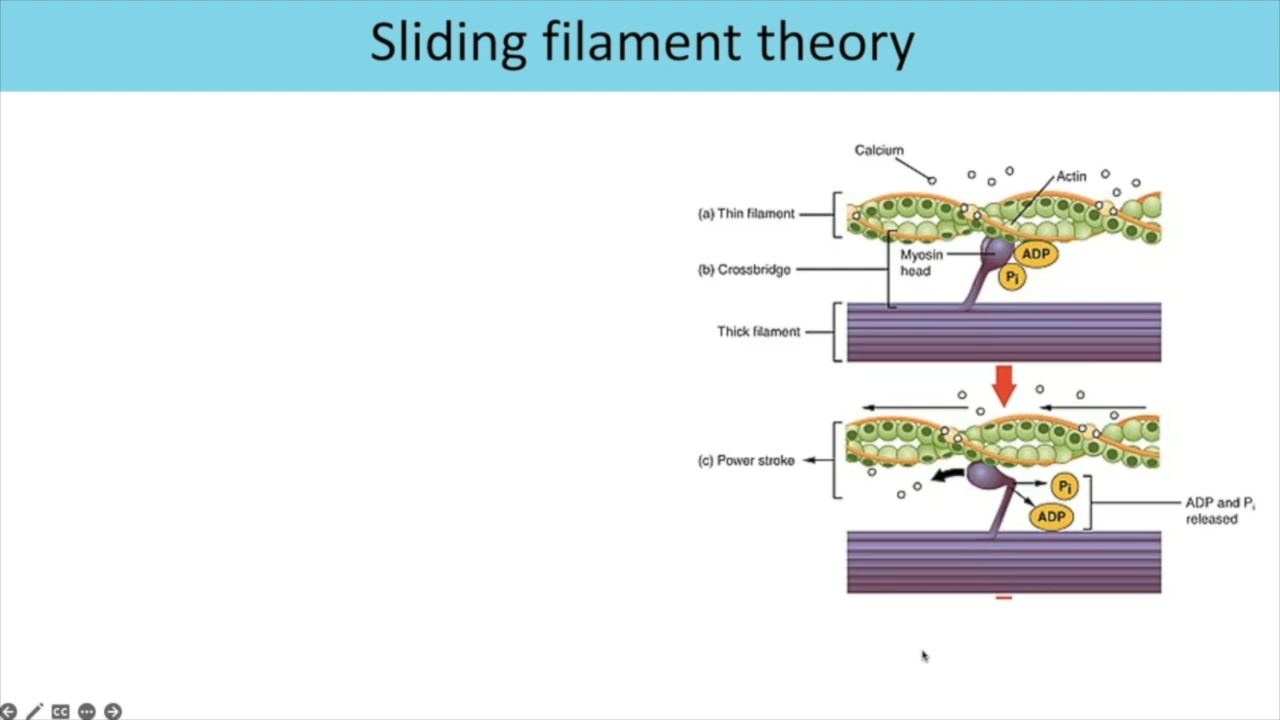 Sliding filament theory
Calcium
Actin
(a) Thin filament
Myosin
head
ADP
Pi
(b) Crossbridge
Thick filament
(c) Power stroke
Pi
ADP
ADP and Pi
released
CC